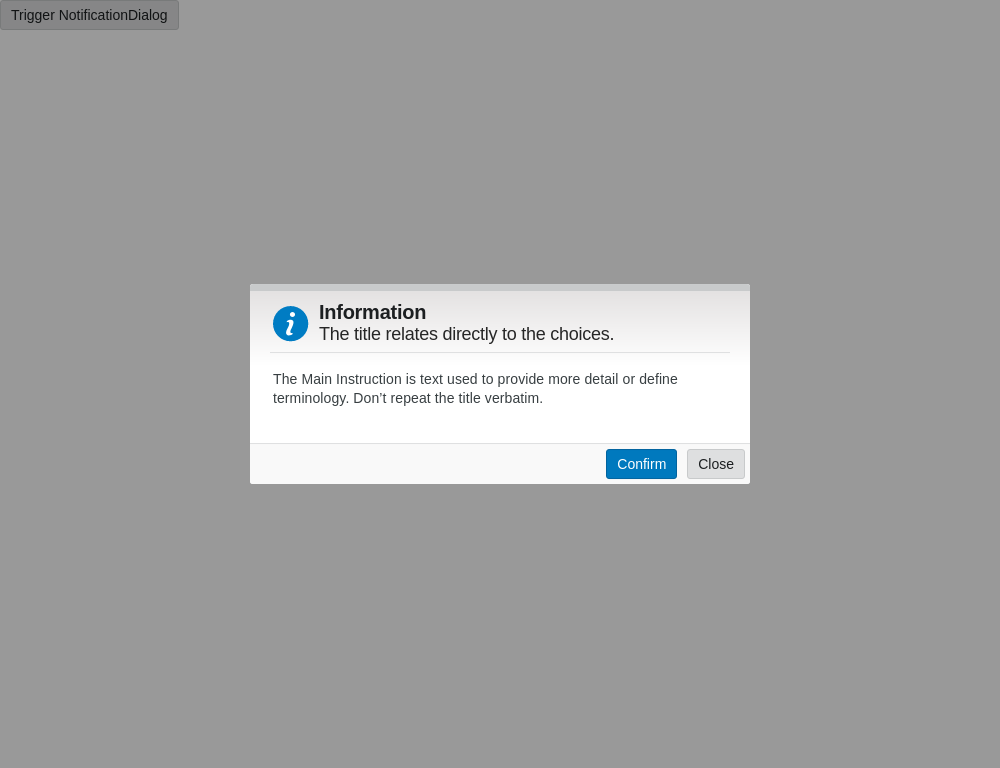 Trigger NotificationDialog
Information
The title relates directly to the choices.
The Main Instruction is text used to provide more detail or define
terminology. Don’t repeat the title verbatim.
Confirm Close